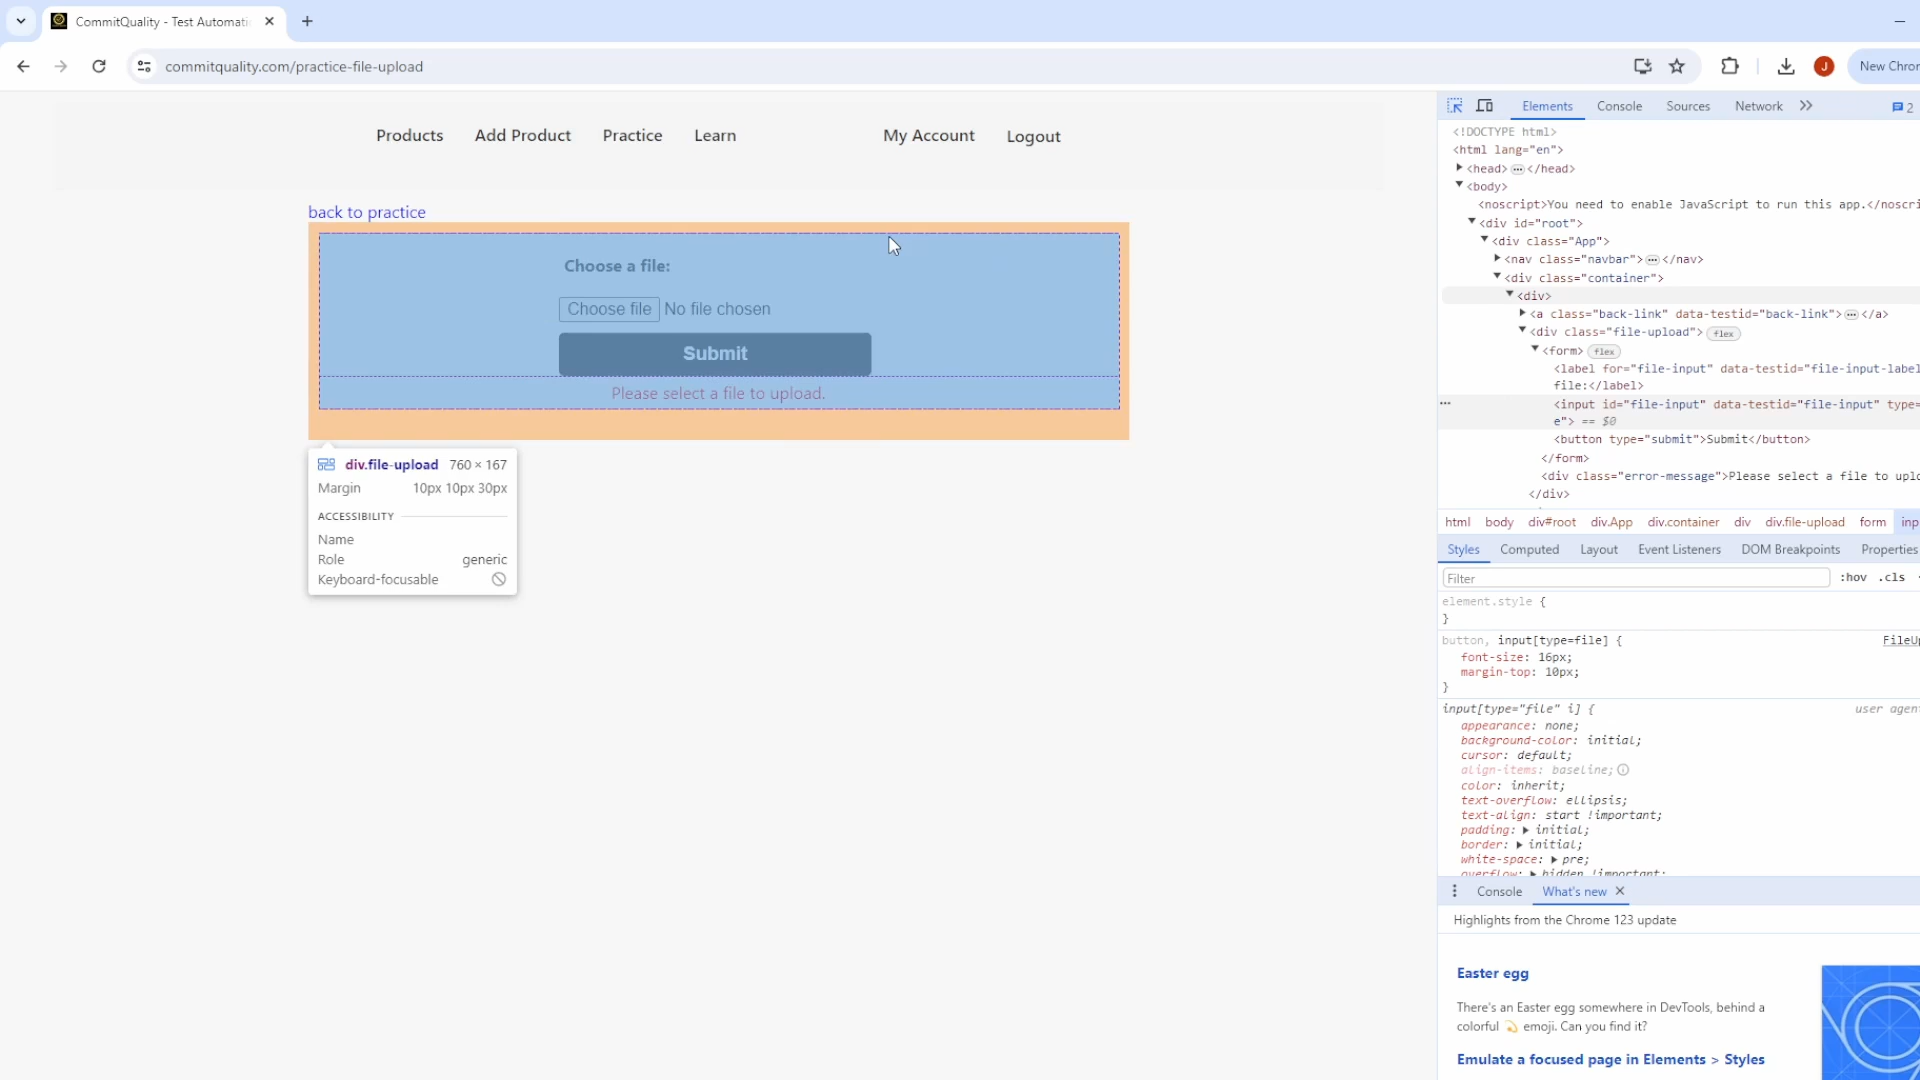 CommitQuality - Test Automati
commitquality.com/practice-file-upload
J
New Chror
Products
Add Product
Practice
Learn
My Account
Logout
back to practice
Choose a file:
Choose file No file chosen
Submit
Please select a file to upload.
div.file-upload 760 × 167
Margin 10px 10px 30px
ACCESSIBILITY
Name
Role generic
Keyboard-focusable
Elements
Console
Sources
Network
2
<!DOCTYPE html>
<html lang="en">
<head> </head>
<body>
<noscript>You need to enable JavaScript to run this app.</noscri
<div id="root">
<div class="App">
<nav class="navbar"> </nav>
<div class="container">
<div>
<a class="back-link" data-testid="back-link"> </a>
<div class="file-upload"> flex
<form> flex
<label for="file-input" data-testid="file-input-label
file:</label>
<input id="file-input" data-testid="file-input" type=
e"> == $0
<button type="submit">Submit</button>
</form>
<div class="error-message">Please select a file to uplo
</div>
html body div#root div.App div.container div div.file-upload form inp
Styles Computed Layout Event Listeners DOM Breakpoints Properties
Filter
:hov .cls
element.style {
}
button, input[type=file] { FileUp
font-size: 16px;
margin-top: 10px;
}
input[type="file" i] { user agen
appearance: none;
background-color: initial;
cursor: default;
align-items: baseline;
color: inherit;
text-overflow: ellipsis;
text-align: start !important;
padding: initial;
border: initial;
white-space: pre;
overflow: hidden !important;
Console
What's new
Highlights from the Chrome 123 update
Easter egg
There's an Easter egg somewhere in DevTools, behind a
colorful 💫 emoji. Can you find it?
Emulate a focused page in Elements > Styles